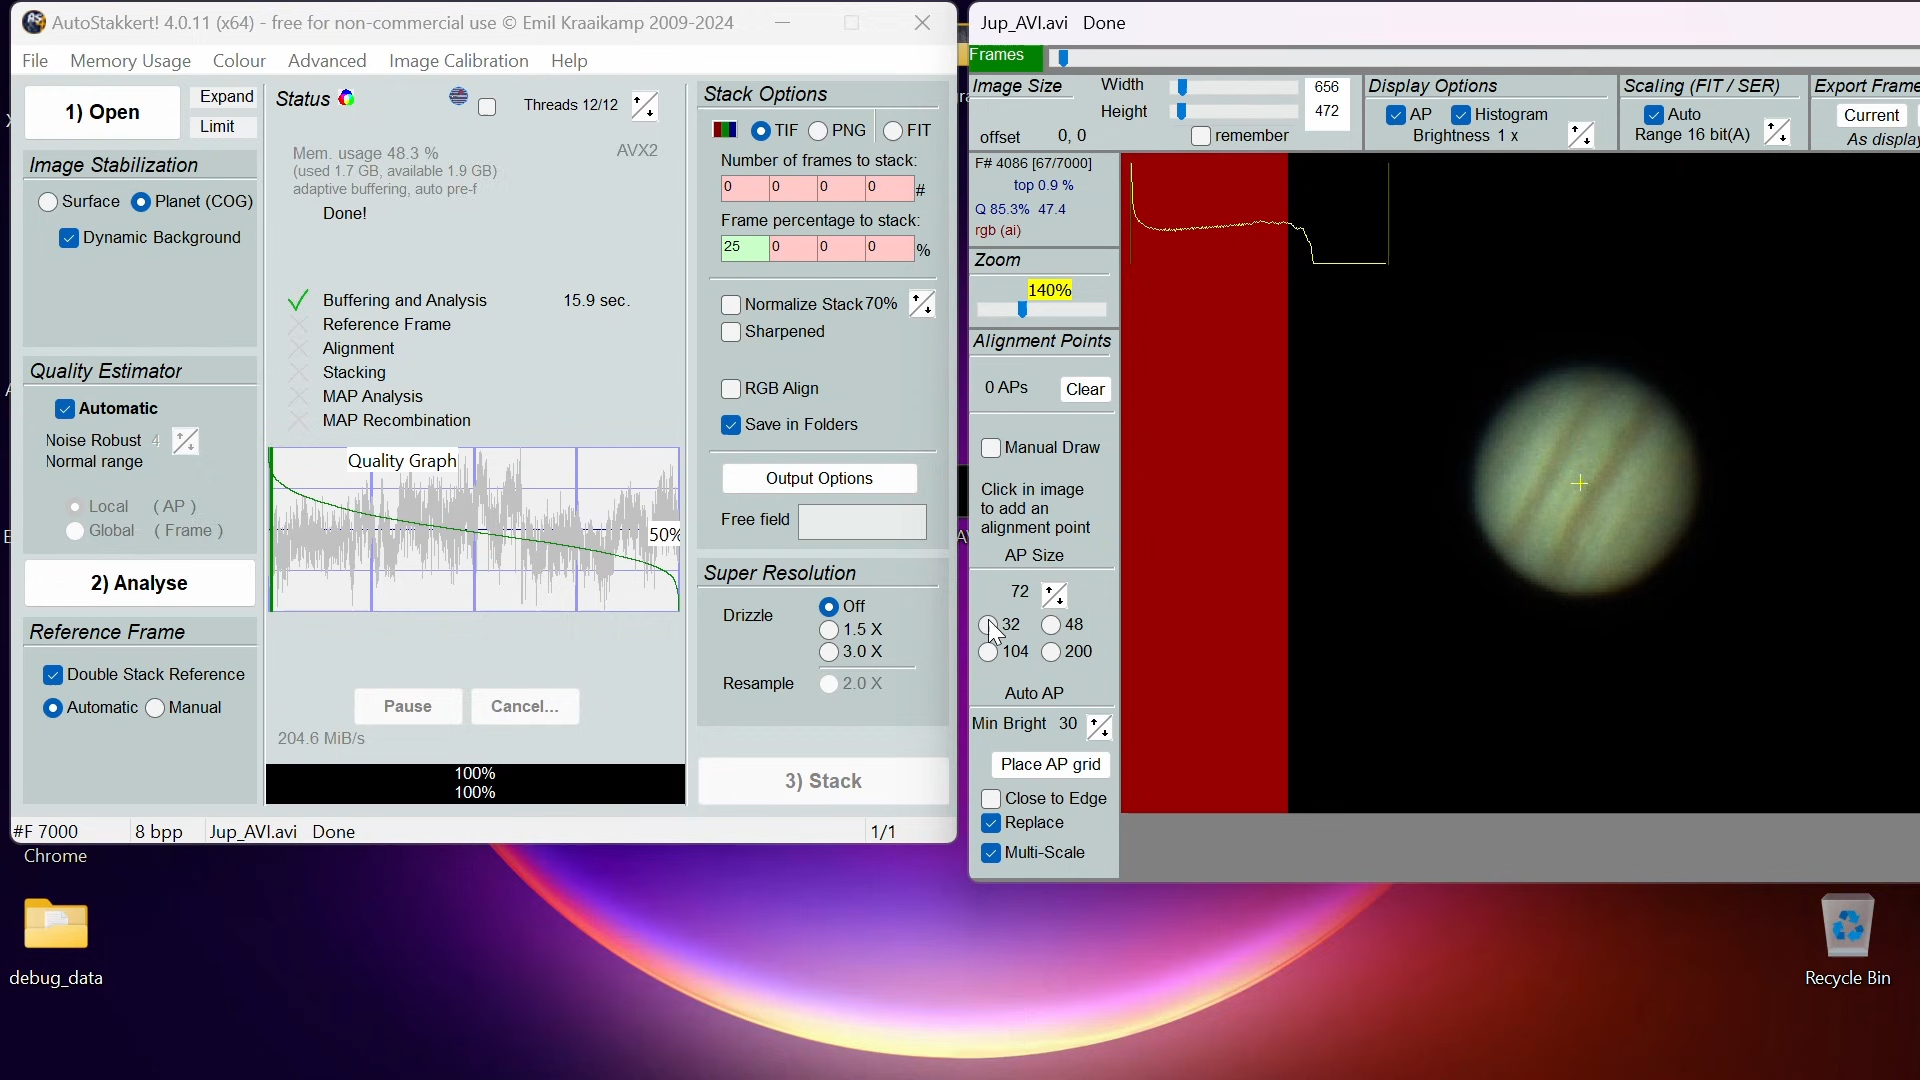 AutoStakkert! 4.0.11 (x64) - free for non-commercial use © Emil Kraaikamp 2009-2024
File Memory Usage Colour Advanced Image Calibration Help
1) Open
Expand
Limit
Image Stabilization
Surface Planet (COG)
Dynamic Background
Quality Estimator
Automatic
Noise Robust 4
Normal range
Local (AP)
Global (Frame)
2) Analyse
Reference Frame
Double Stack Reference
Automatic Manual
Status
Threads 12/12
Mem. usage 48.3 %
(used 1.7 GB, available 1.9 GB)
adaptive buffering, auto pre-f
AVX2
Done!
Buffering and Analysis 15.9 sec.
Reference Frame
Alignment
Stacking
MAP Analysis
MAP Recombination
Quality Graph
50%
Pause Cancel...
204.6 MiB/s
100%
100%
#F 7000 8 bpp Jup_AVI.avi Done 1/1
Stack Options
TIF PNG FIT
Number of frames to stack:
0 0 0 0 #
Frame percentage to stack:
25 0 0 0 %
Normalize Stack 70%
Sharpened
RGB Align
Save in Folders
Output Options
Free field
Super Resolution
Drizzle
Off
1.5 X
3.0 X
Resample 2.0 X
3) Stack
Jup_AVI.avi Done
Frames
Image Size
Width 656
Height 472
offset 0, 0
remember
Display Options
AP Histogram
Brightness 1 x
Scaling (FIT / SER)
Auto
Range 16 bit(A)
Export Frame
Current
As display
F# 4086 [67/7000]
top 0.9 %
Q 85.3% 47.4
rgb (ai)
Zoom
140%
Alignment Points
0 APs Clear
Manual Draw
Click in image
to add an
alignment point
AP Size
72
32 48
104 200
Auto AP
Min Bright 30
Place AP grid
Close to Edge
Replace
Multi-Scale
Chrome
debug_data
Recycle Bin